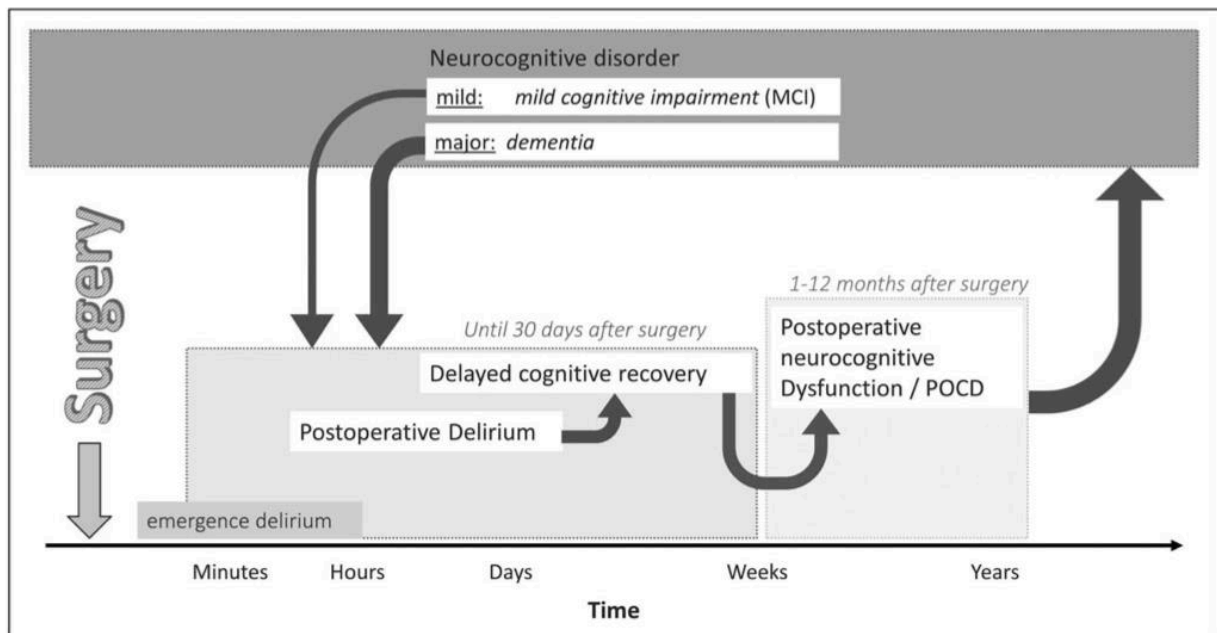 Neurocognitive disorder
mild: mild cognitive impairment (MCI)
major: dementia
Surgery
1-12 months after surgery
Until 30 days after surgery
Postoperative
neurocognitive
Dysfunction / POCD
Delayed cognitive recovery
Postoperative Delirium
emergence delirium
Minutes Hours Days Weeks Years
Time